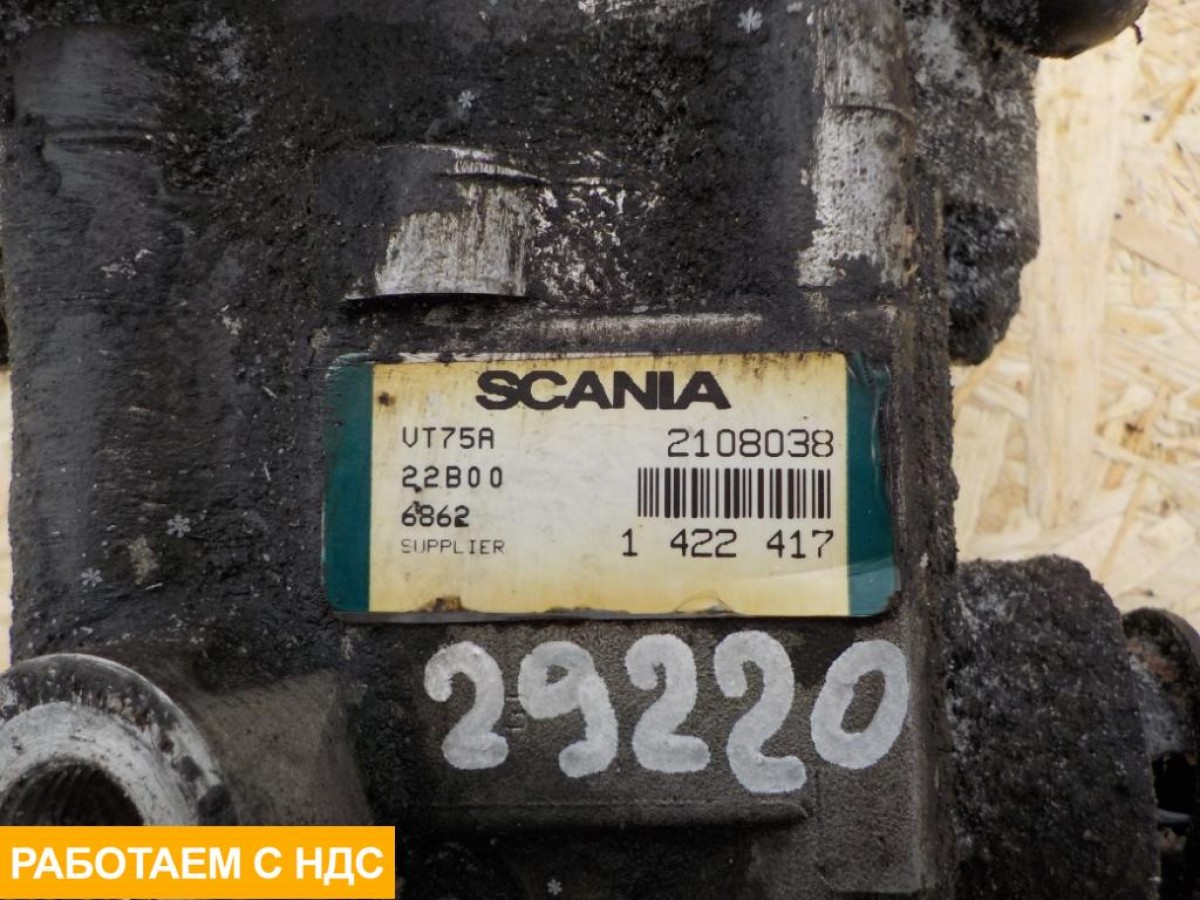 SCANIA
VT75A 2108038
22B00
6862
SUPPLIER 1 422 417
29220
РАБОТАЕМ С НДС